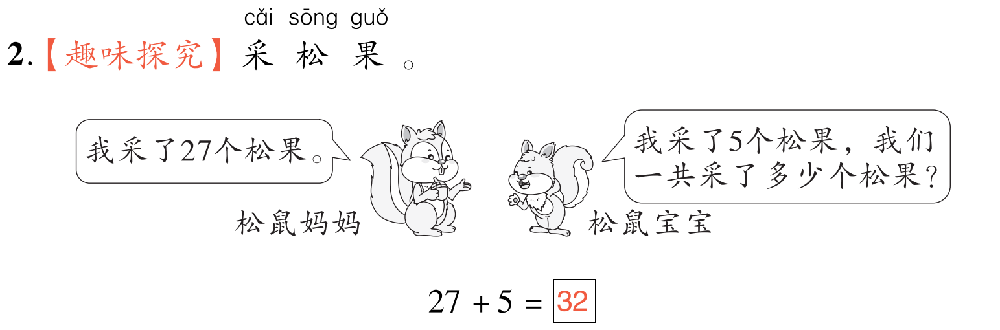 cǎi sōng guǒ
2.【趣味探究】采 松 果 。
我采了27个松果。
我采了5个松果，我们
一共采了多少个松果?
松鼠妈妈
松鼠宝宝
27 + 5 = 32